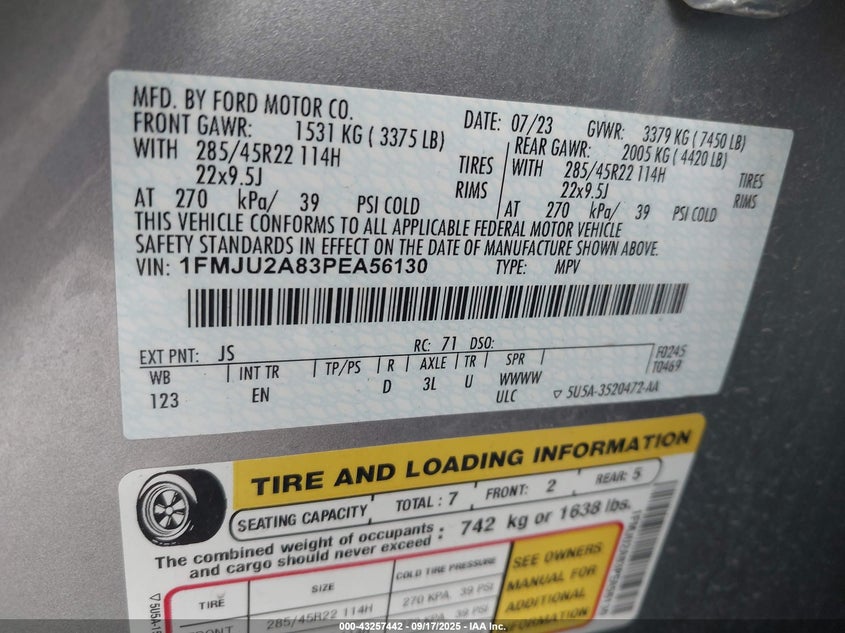 MFD. BY FORD MOTOR CO. DATE: 07/23 GVWR: 3379 KG ( 7450 LB)
FRONT GAWR: 1531 KG ( 3375 LB) REAR GAWR: 2005 KG ( 4420 LB)
WITH 285/45R22 114H TIRES WITH 285/45R22 114H TIRES
22x9.5J RIMS 22x9.5J RIMS
AT 270 kPa/ 39 PSI COLD AT 270 kPa/ 39 PSI COLD
THIS VEHICLE CONFORMS TO ALL APPLICABLE FEDERAL MOTOR VEHICLE
SAFETY STANDARDS IN EFFECT ON THE DATE OF MANUFACTURE SHOWN ABOVE.
VIN: 1FMJU2A83PEA56130 TYPE: MPV
EXT PNT: JS RC: 71 DSO: F0245
WB INT TR TP/PS R AXLE TR SPR T0469
123 EN D 3L U WWWW
ULC ▽ 5U5A-3520472-AA
TIRE AND LOADING INFORMATION
SEATING CAPACITY TOTAL : 7 FRONT: 2 REAR: 5
The combined weight of occupants
and cargo should never exceed : 742 kg or 1638 lbs.
TIRE SIZE COLD TIRE PRESSURE SEE OWNERS
MANUAL FOR
ADDITIONAL
285/45R22 114H 270 KPA, 39 PSI
000-43257442 - 09/17/2025 - IAA Inc.